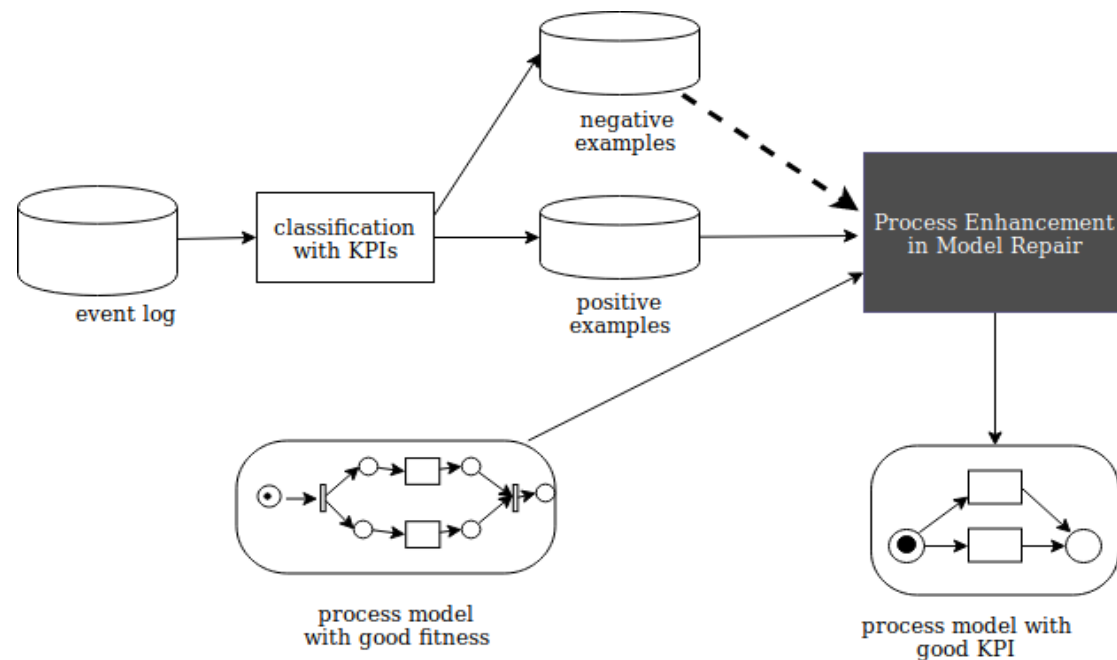 negative
examples
classification
with KPIs
Process Enhancement
in Model Repair
event log
positive
examples
process model
with good fitness
process model with
good KPI